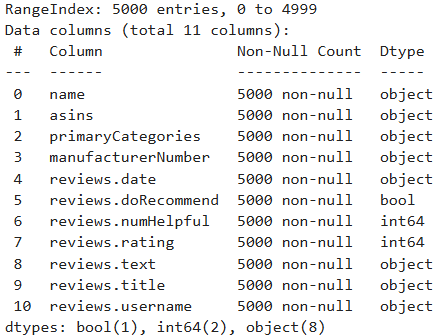 RangeIndex: 5000 entries, 0 to 4999
Data columns (total 11 columns):
 #   Column                Non-Null Count  Dtype
---  ------                --------------  -----
 0   name                  5000 non-null   object
 1   asins                 5000 non-null   object
 2   primaryCategories     5000 non-null   object
 3   manufacturerNumber    5000 non-null   object
 4   reviews.date          5000 non-null   object
 5   reviews.doRecommend   5000 non-null   bool
 6   reviews.numHelpful    5000 non-null   int64
 7   reviews.rating        5000 non-null   int64
 8   reviews.text          5000 non-null   object
 9   reviews.title         5000 non-null   object
 10  reviews.username      5000 non-null   object
dtypes: bool(1), int64(2), object(8)